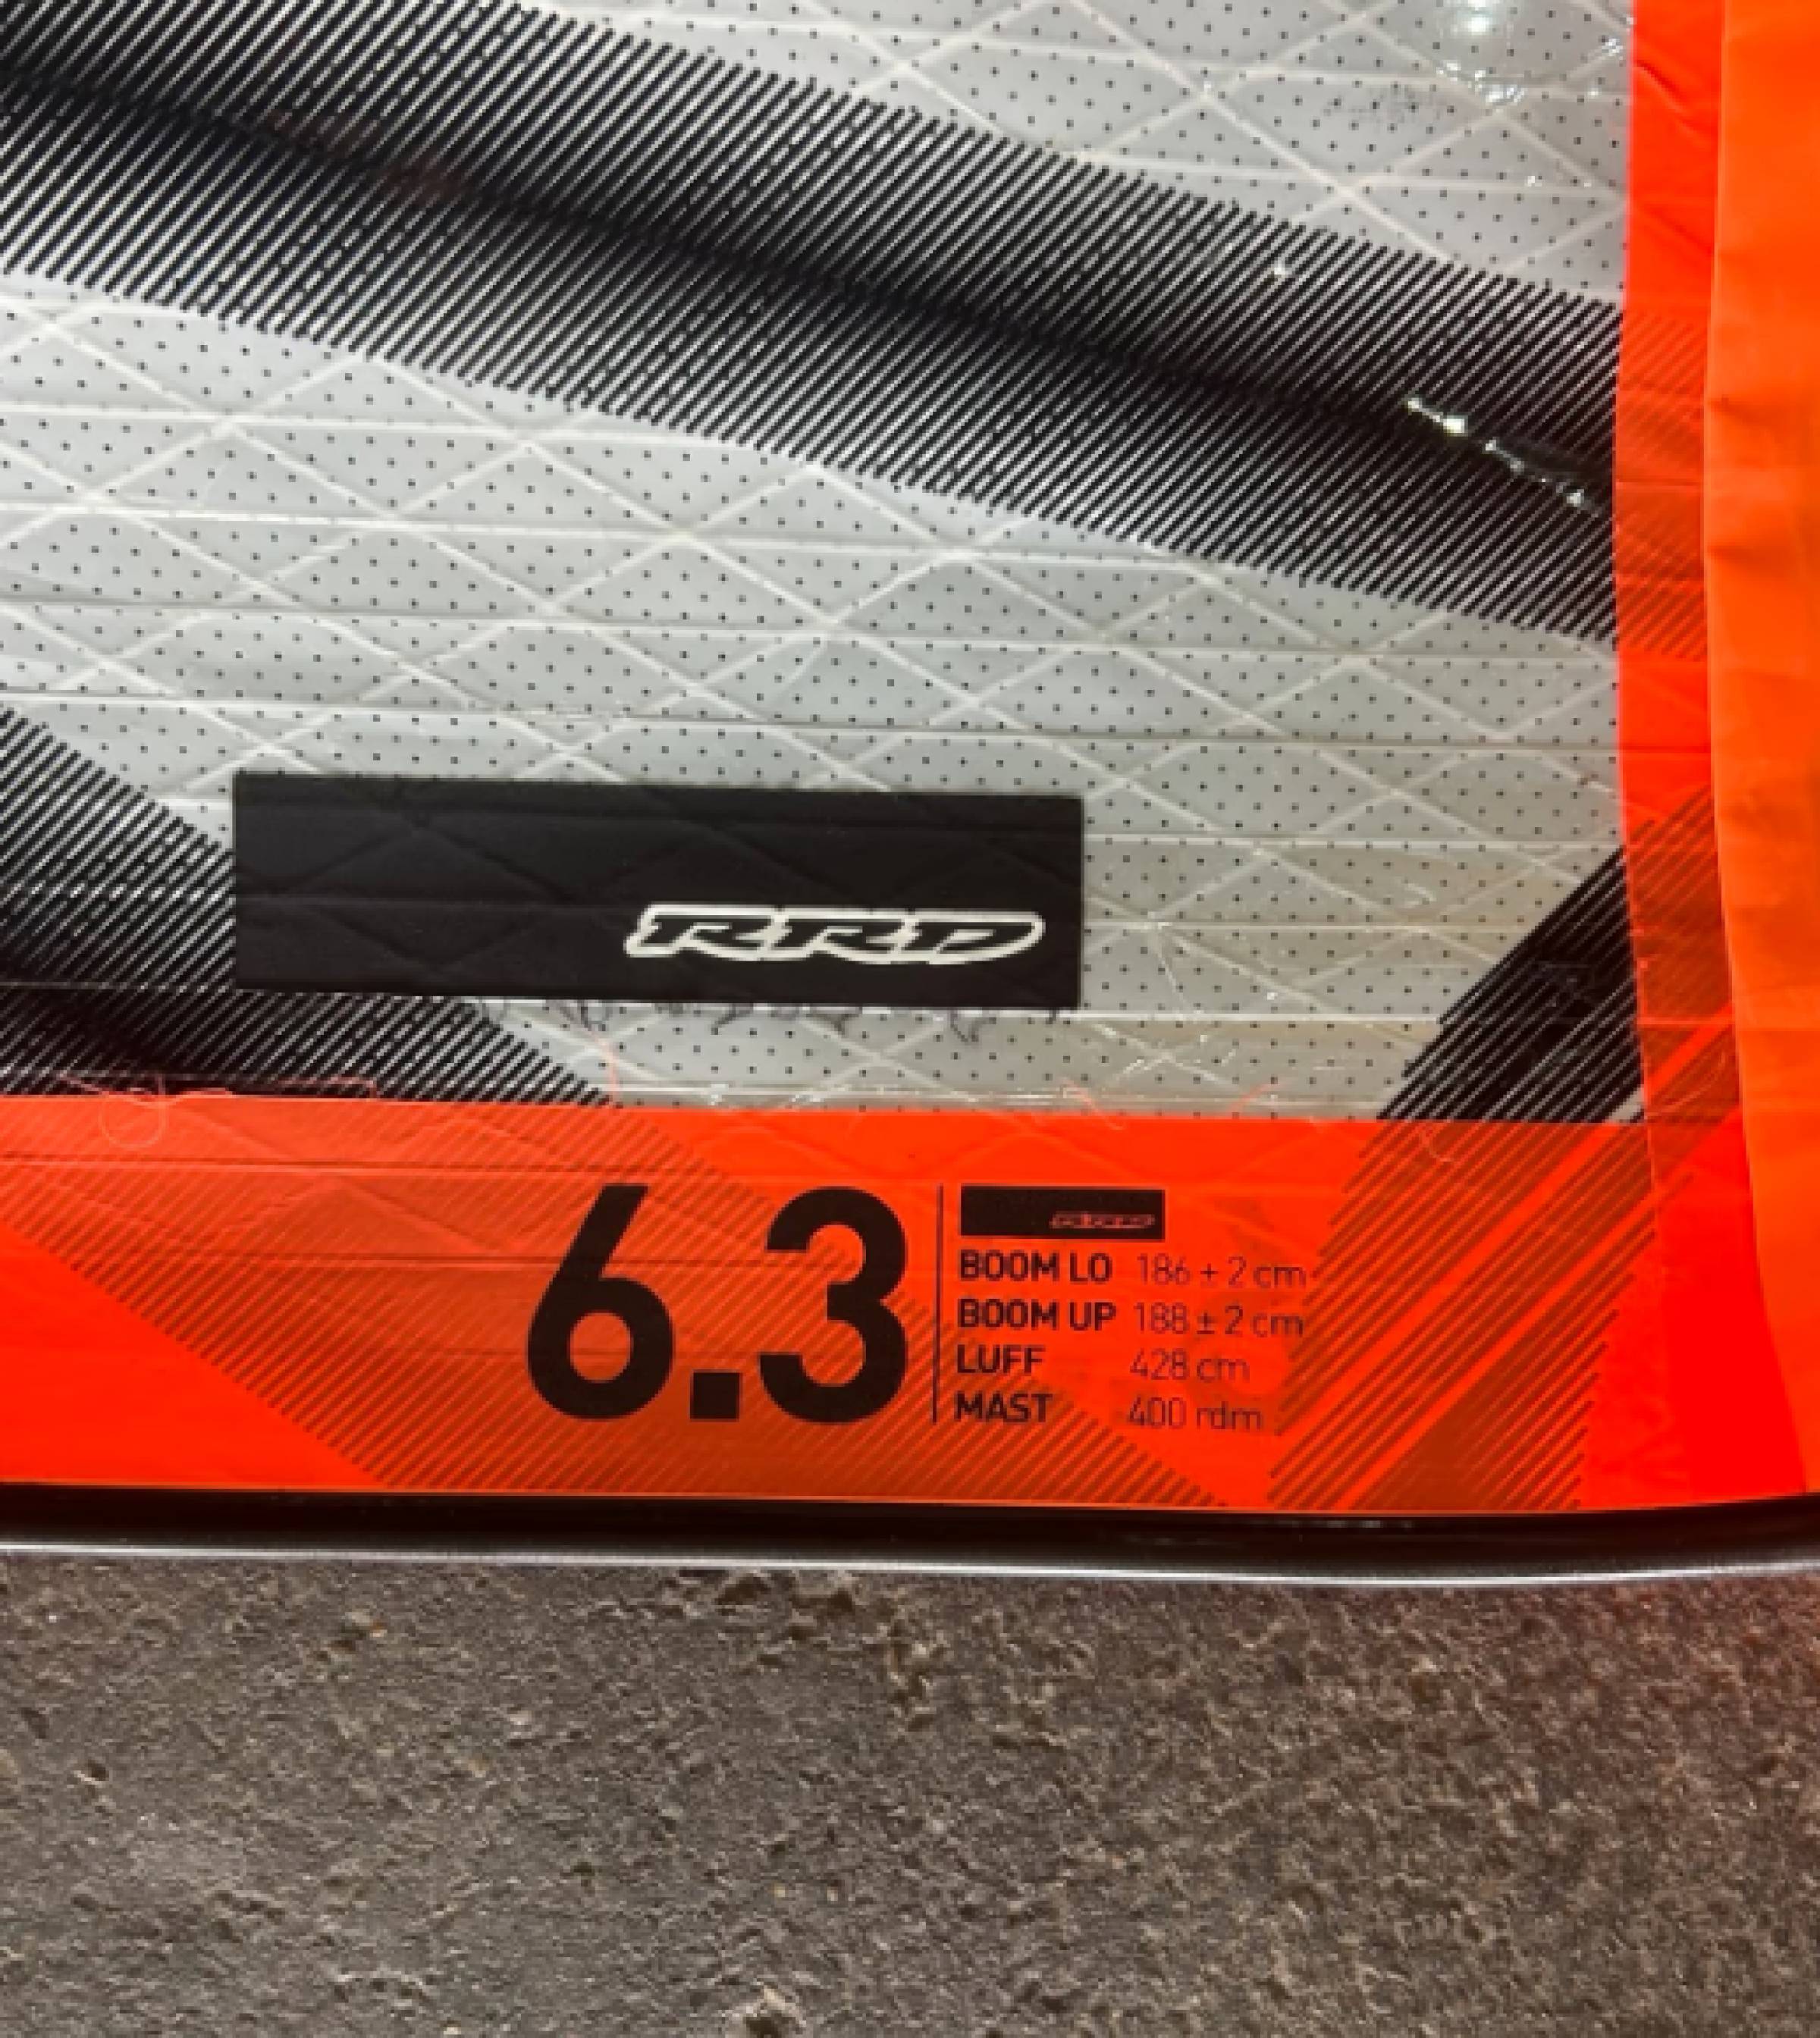 RRD
6.3
BOOM LO 186 ± 2 cm
BOOM UP 188 ± 2 cm
LUFF 428 cm
MAST 400 rdm